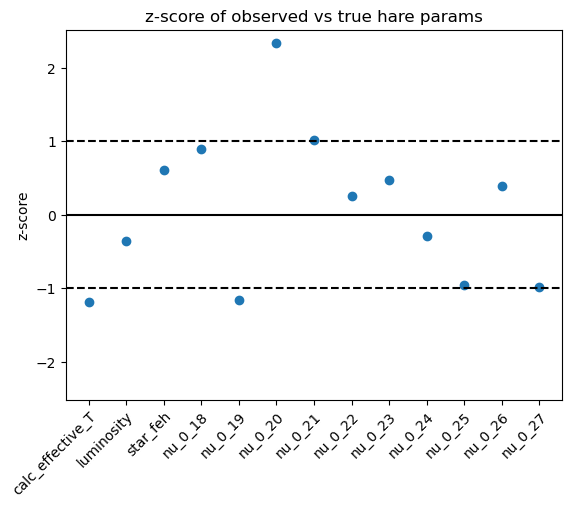 z-score of observed vs true hare params
z-score
2
1
0
−1
−2
calc_effective_T
luminosity
star_feh
nu_0_18
nu_0_19
nu_0_20
nu_0_21
nu_0_22
nu_0_23
nu_0_24
nu_0_25
nu_0_26
nu_0_27